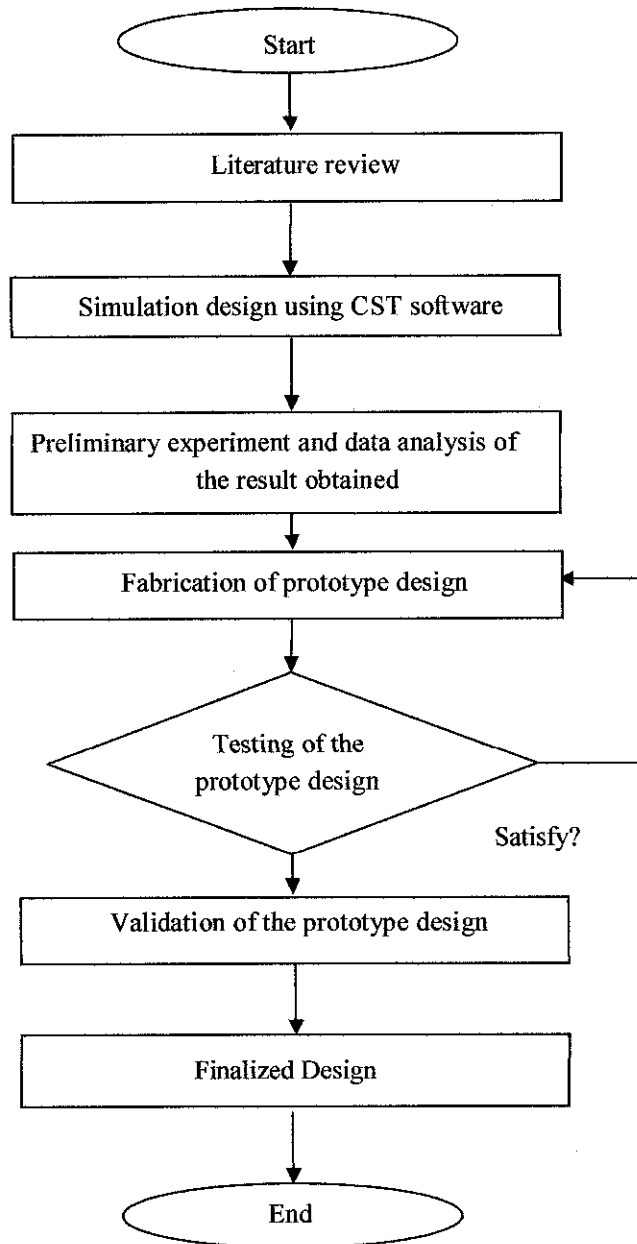 Start
Literature review
Simulation design using CST software
Preliminary experiment and data analysis of
the result obtained
Fabrication of prototype design
Testing of the
prototype design
Satisfy?
Validation of the prototype design
Finalized Design
End